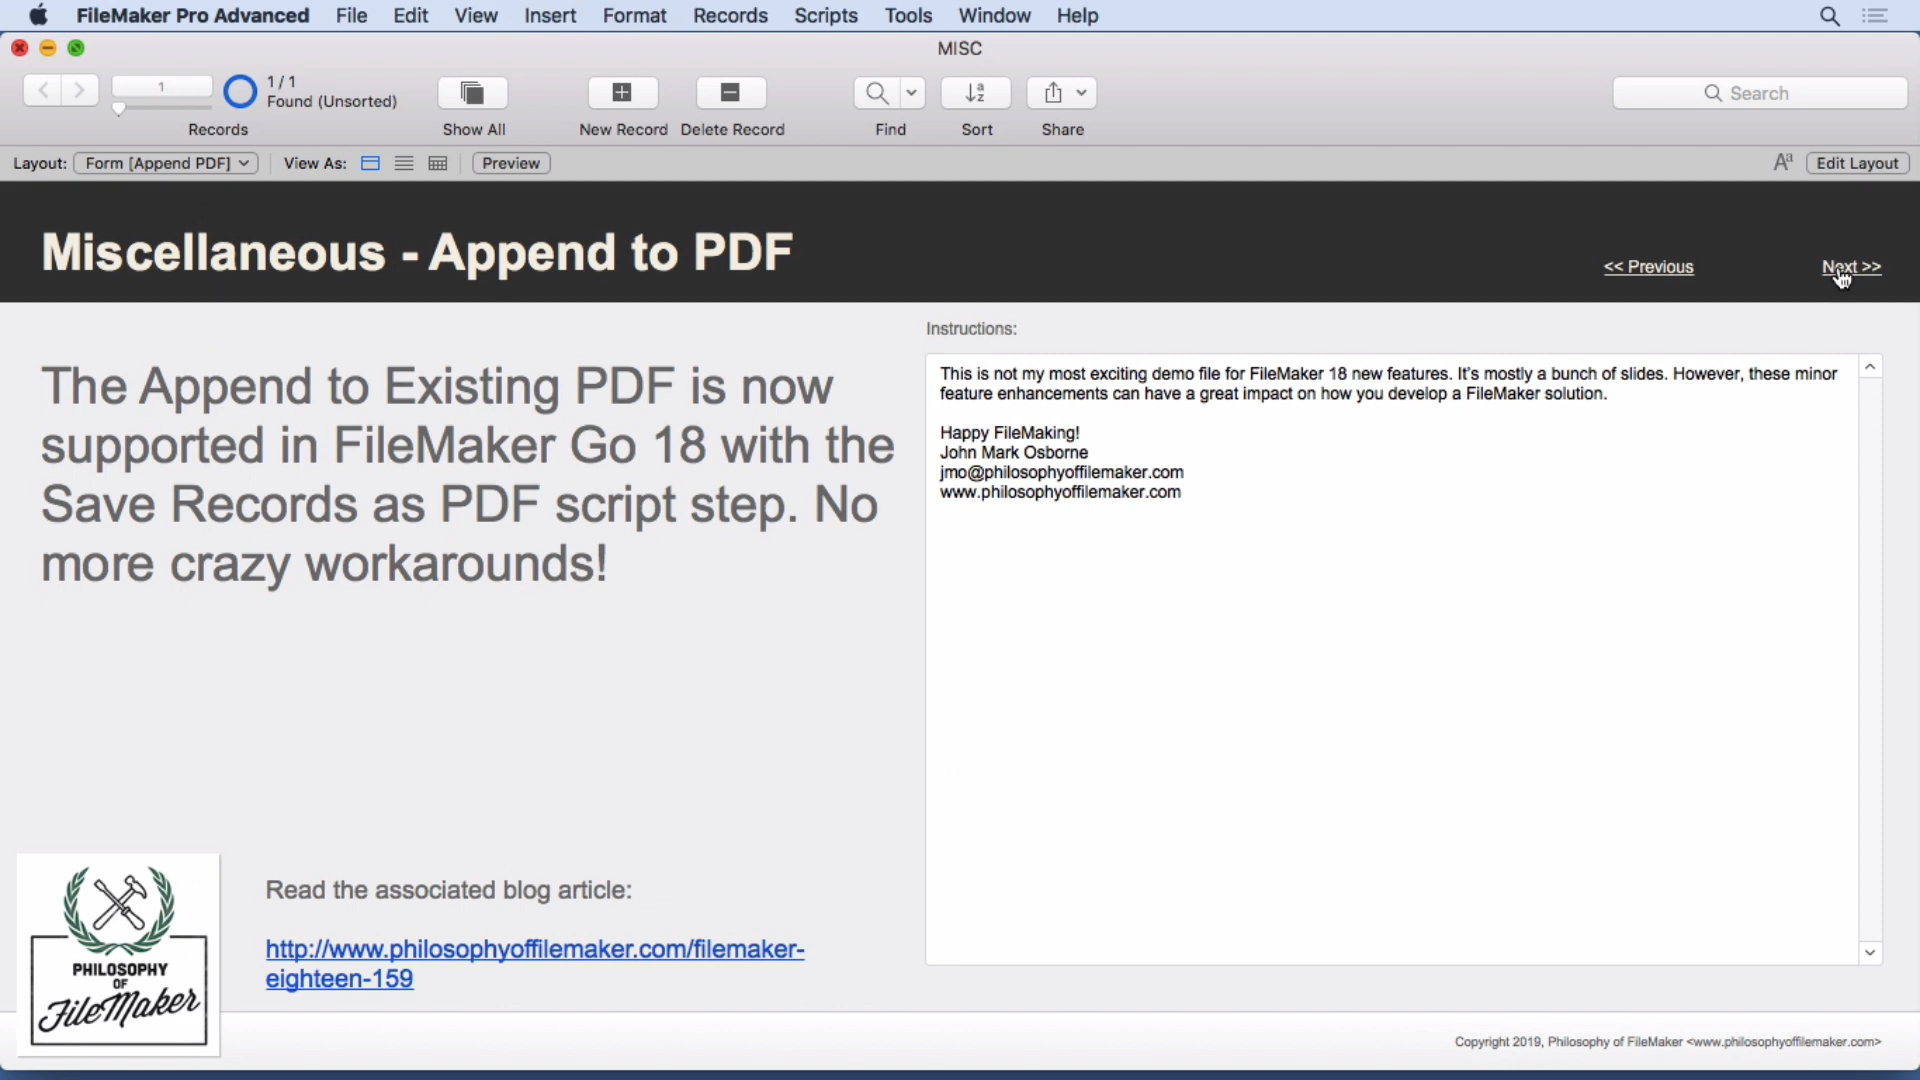 FileMaker Pro Advanced File Edit View Insert Format Records Scripts Tools Window Help
MISC
1
1 / 1
Found (Unsorted)
Records
Show All
New Record
Delete Record
Find
Sort
Share
Search
Layout: Form [Append PDF] View As: Preview Aa Edit Layout
Miscellaneous - Append to PDF
<< Previous
Next >>
The Append to Existing PDF is now
supported in FileMaker Go 18 with the
Save Records as PDF script step. No
more crazy workarounds!
Instructions:
This is not my most exciting demo file for FileMaker 18 new features. It's mostly a bunch of slides. However, these minor
feature enhancements can have a great impact on how you develop a FileMaker solution.
Happy FileMaking!
John Mark Osborne
jmo@philosophyoffilemaker.com
www.philosophyoffilemaker.com
Read the associated blog article:
http://www.philosophyoffilemaker.com/filemaker-
eighteen-159
PHILOSOPHY
OF
FileMaker
Copyright 2019, Philosophy of FileMaker <www.philosophyoffilemaker.com>